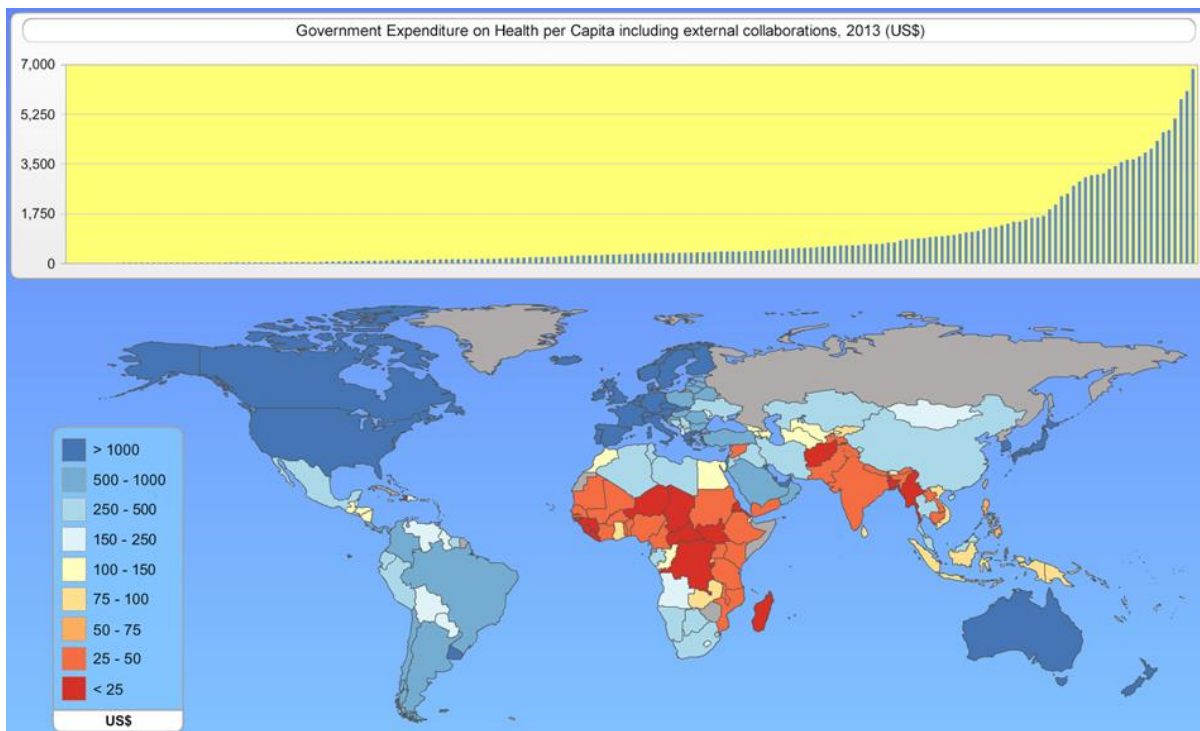 Government Expenditure on Health per Capita including external collaborations, 2013 (US$)
7,000
5,250
3,500
1,750
0
> 1000
500 - 1000
250 - 500
150 - 250
100 - 150
75 - 100
50 - 75
25 - 50
< 25
US$